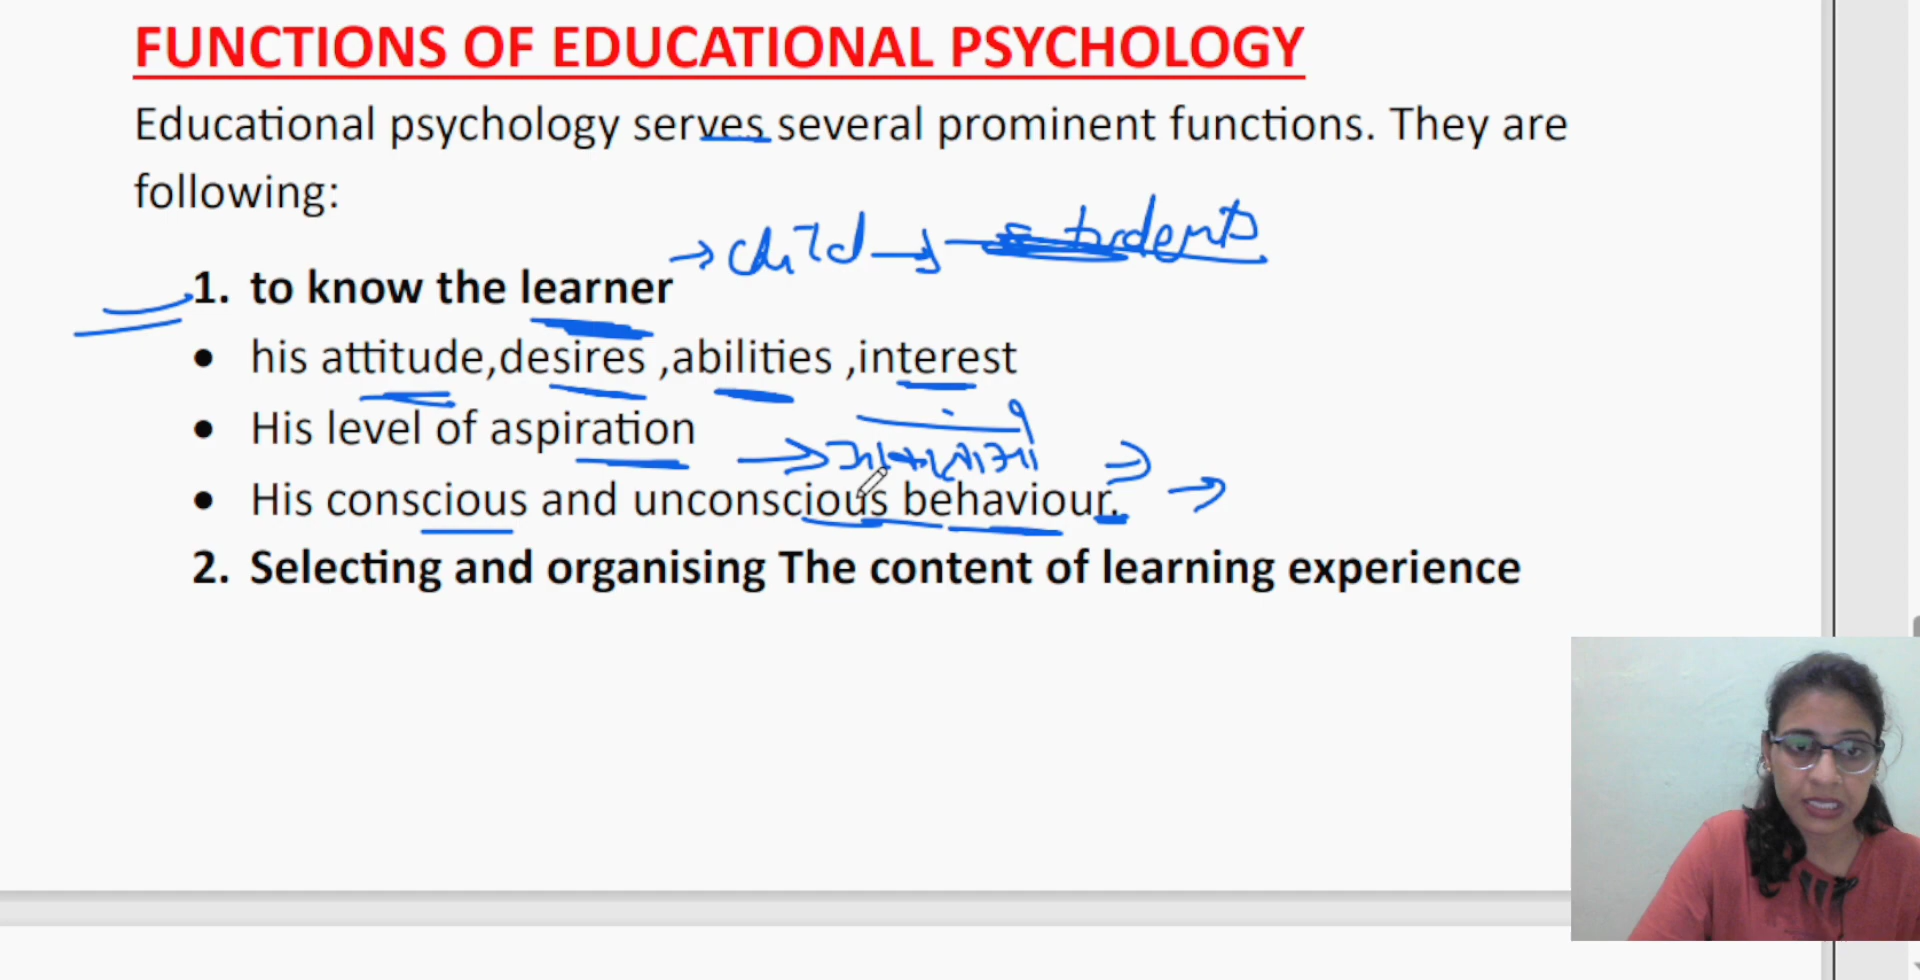 FUNCTIONS OF EDUCATIONAL PSYCHOLOGY
Educational psychology serves several prominent functions. They are
following:
→ child → students
1. to know the learner
• his attitude,desires ,abilities ,interest
• His level of aspiration
• His conscious and unconscious behaviour.
2. Selecting and organising The content of learning experience